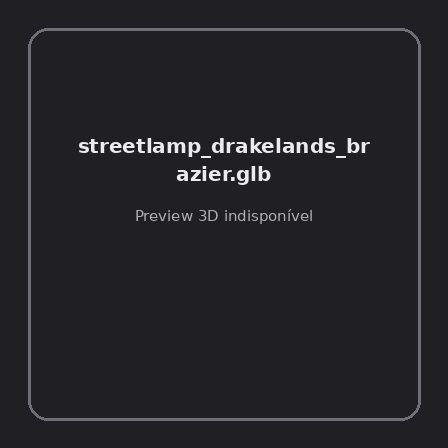 streetlamp_drakelands_br
azier.glb
Preview 3D indisponível